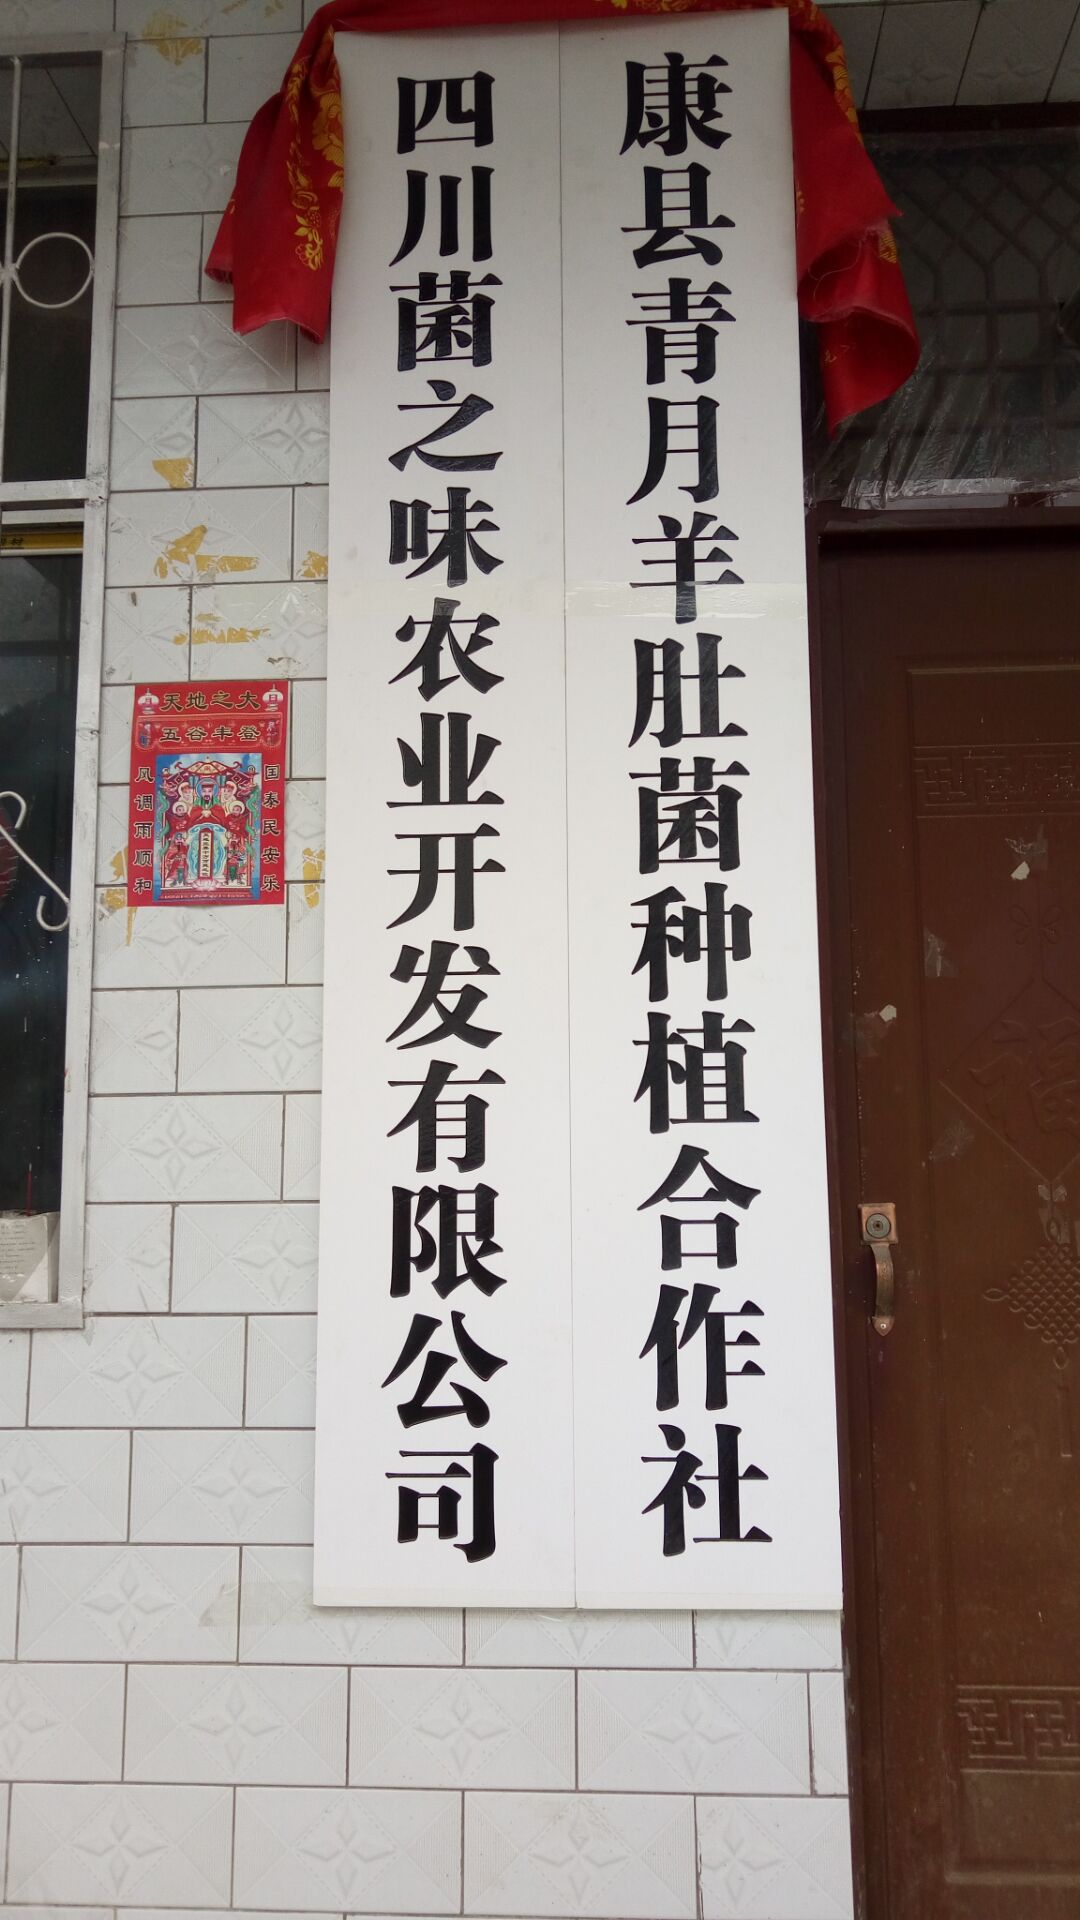 康县青月羊肚菌种植合作社
四川菌之味农业开发有限公司
天地之大
五谷丰登
国泰民安乐
风调雨顺和